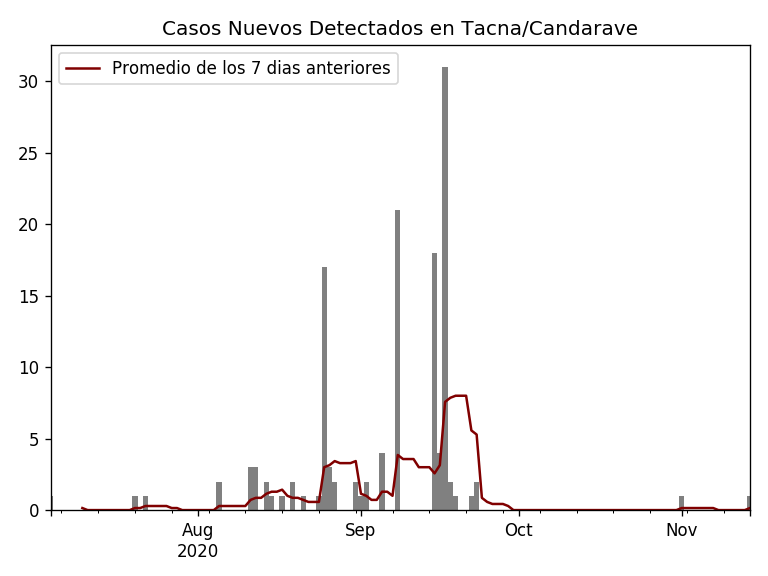 Casos Nuevos Detectados en Tacna/Candarave
Promedio de los 7 dias anteriores
30
25
20
15
10
5
0
Aug
2020
Sep
Oct
Nov